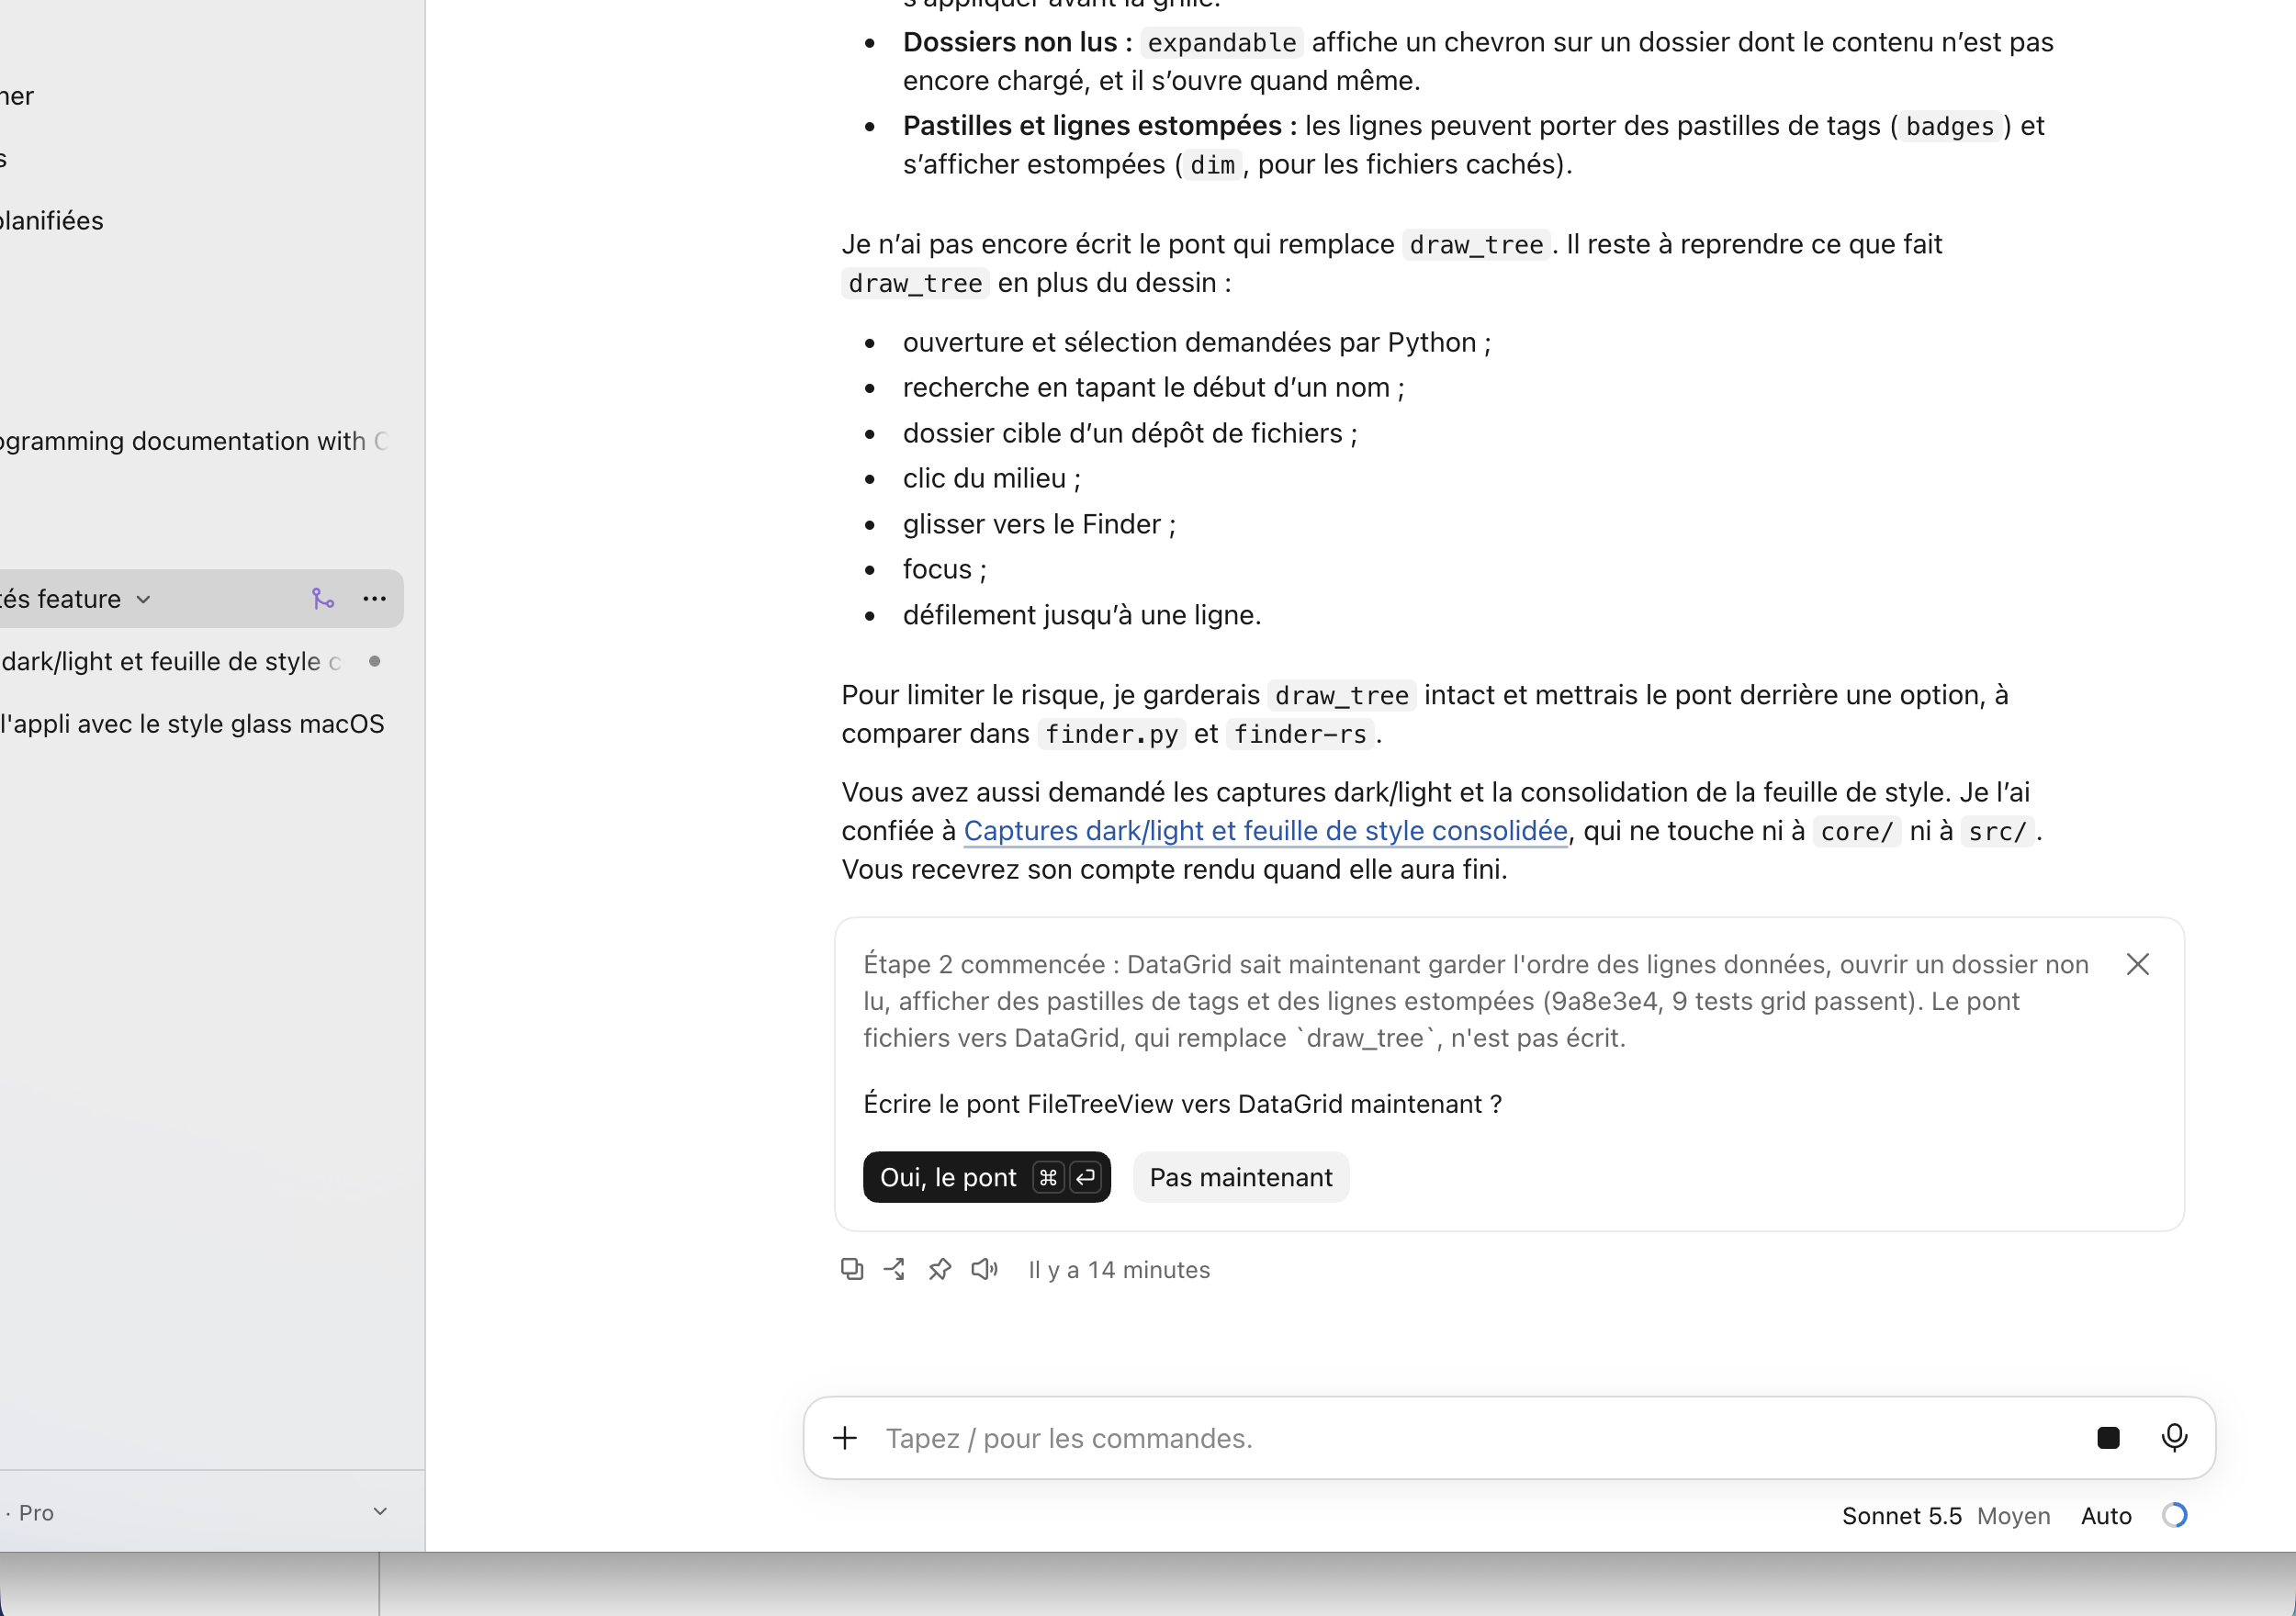 s'appliquer avant la grille.
Dossiers non lus : expandable affiche un chevron sur un dossier dont le contenu n’est pas
encore chargé, et il s’ouvre quand même.
Pastilles et lignes estompées : les lignes peuvent porter des pastilles de tags ( badges ) et
s’afficher estompées ( dim , pour les fichiers cachés).
Je n’ai pas encore écrit le pont qui remplace draw_tree . Il reste à reprendre ce que fait
draw_tree en plus du dessin :
ouverture et sélection demandées par Python ;
recherche en tapant le début d’un nom ;
dossier cible d’un dépôt de fichiers ;
clic du milieu ;
glisser vers le Finder ;
focus ;
défilement jusqu’à une ligne.
Pour limiter le risque, je garderais draw_tree intact et mettrais le pont derrière une option, à
comparer dans finder.py et finder-rs .
Vous avez aussi demandé les captures dark/light et la consolidation de la feuille de style. Je l’ai
confiée à Captures dark/light et feuille de style consolidée, qui ne touche ni à core/ ni à src/ .
Vous recevrez son compte rendu quand elle aura fini.
Étape 2 commencée : DataGrid sait maintenant garder l'ordre des lignes données, ouvrir un dossier non
lu, afficher des pastilles de tags et des lignes estompées (9a8e3e4, 9 tests grid passent). Le pont
fichiers vers DataGrid, qui remplace `draw_tree`, n'est pas écrit.
Écrire le pont FileTreeView vers DataGrid maintenant ?
Oui, le pont ⌘ ↵
Pas maintenant
Il y a 14 minutes
Tapez / pour les commandes.
Sonnet 5.5 Moyen Auto
ner
s
planifiées
ogramming documentation with C
tés feature
dark/light et feuille de style c
l'appli avec le style glass macOS
· Pro